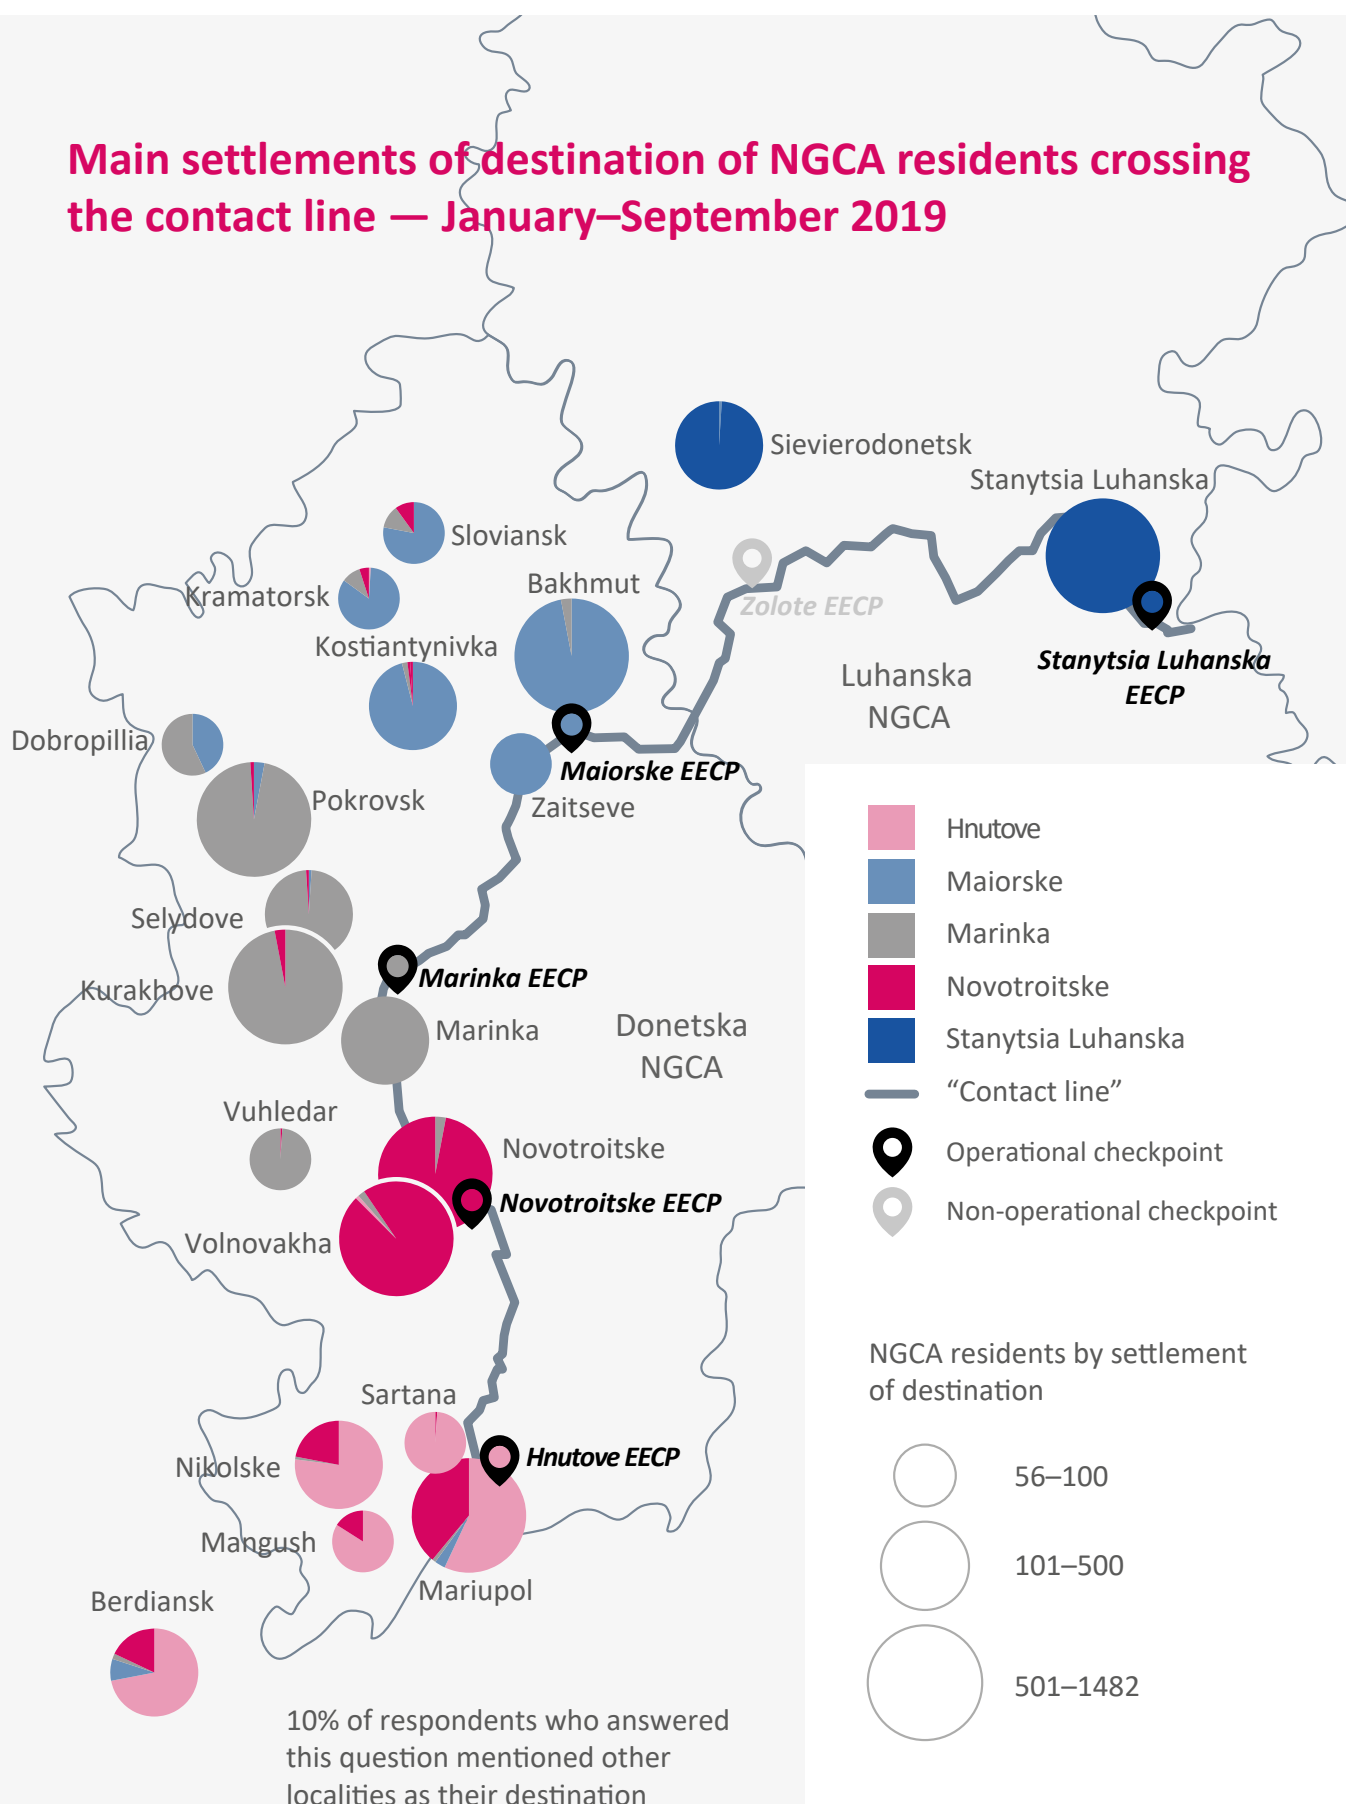 Main settlements of destination of NGCA residents crossing
the contact line — January–September 2019
Sievierodonetsk
Stanytsia Luhanska
Sloviansk
Bakhmut
Kramatorsk
Zolote EECP
Kostiantynivka
Stanytsia Luhanska
EECP
Luhanska
NGCA
Dobropillia
Maiorske EECP
Pokrovsk
Zaitseve
Selydove
Marinka EECP
Kurakhove
Marinka
Donetska
NGCA
Vuhledar
Novotroitske
Novotroitske EECP
Volnovakha
Sartana
Hnutove EECP
Nikolske
Mangush
Mariupol
Berdiansk
10% of respondents who answered
this question mentioned other
localities as their destination
Hnutove
Maiorske
Marinka
Novotroitske
Stanytsia Luhanska
“Contact line”
Operational checkpoint
Non-operational checkpoint
NGCA residents by settlement
of destination
56–100
101–500
501–1482